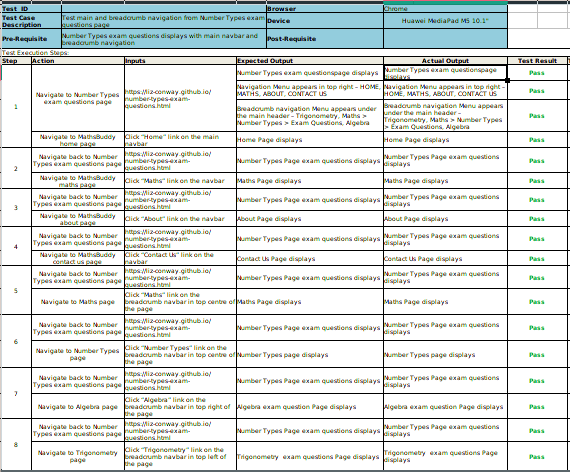 Test ID Browser Chrome
Test Case Description Test main and breadcrumb navigation from Number Types exam questions page Device Huawei MediaPad M5 10.1"
Pre-Requisite Number Types exam questions displays with main navbar and breadcrumb navigation Post-Requisite
Test Execution Steps:
Step Action Inputs Expected Output Actual Output Test Result
1 Navigate to Number Types exam questions page https://liz-conway.github.io/number-types-exam-questions.html Number Types exam questionspage displays Number Types exam questionspage displays Pass
Navigation Menu appears in top right – HOME, MATHS, ABOUT, CONTACT US Navigation Menu appears in top right – HOME, MATHS, ABOUT, CONTACT US Pass
Breadcrumb navigation Menu appears under the main header – Trigonometry, Maths > Number Types > Exam Questions, Algebra Breadcrumb navigation Menu appears under the main header – Trigonometry, Maths > Number Types > Exam Questions, Algebra Pass
Navigate to MathsBuddy home page Click "Home" link on the main navbar Home Page displays Home Page displays Pass
2 Navigate back to Number Types exam questions page https://liz-conway.github.io/number-types-exam-questions.html Number Types Page exam questions displays Number Types Page exam questions displays Pass
Navigate to MathsBuddy maths page Click "Maths" link on the navbar Maths Page displays Maths Page displays Pass
3 Navigate back to Number Types exam questions page https://liz-conway.github.io/number-types-exam-questions.html Number Types Page exam questions displays Number Types Page exam questions displays Pass
Navigate to MathsBuddy about page Click "About" link on the navbar About Page displays About Page displays Pass
4 Navigate back to Number Types exam questions page https://liz-conway.github.io/number-types-exam-questions.html Number Types Page exam questions displays Number Types Page exam questions displays Pass
Navigate to MathsBuddy contact us page Click "Contact Us" link on the navbar Contact Us Page displays Contact Us Page displays Pass
5 Navigate back to Number Types exam questions page https://liz-conway.github.io/number-types-exam-questions.html Number Types Page exam questions displays Number Types Page exam questions displays Pass
Navigate to Maths page Click "Maths" link on the breadcrumb navbar in top centre of the page Maths Page displays Maths Page displays Pass
6 Navigate back to Number Types exam questions page https://liz-conway.github.io/number-types-exam-questions.html Number Types Page exam questions displays Number Types Page exam questions displays Pass
Navigate to Number Types page Click "Number Types" link on the breadcrumb navbar in top centre of the page Number Types page displays Number Types page displays Pass
7 Navigate back to Number Types exam questions page https://liz-conway.github.io/number-types-exam-questions.html Number Types Page exam questions displays Number Types Page exam questions displays Pass
Navigate to Algebra page Click "Algebra" link on the breadcrumb navbar in top right of the page Algebra exam question Page displays Algebra exam question Page displays Pass
8 Navigate back to Number Types exam questions page https://liz-conway.github.io/number-types-exam-questions.html Number Types Page exam questions displays Number Types Page exam questions displays Pass
Navigate to Trigonometry page Click "Trigonometry" link on the breadcrumb navbar in top left of the page Trigonometry exam question Page displays Trigonometry exam question Page displays Pass